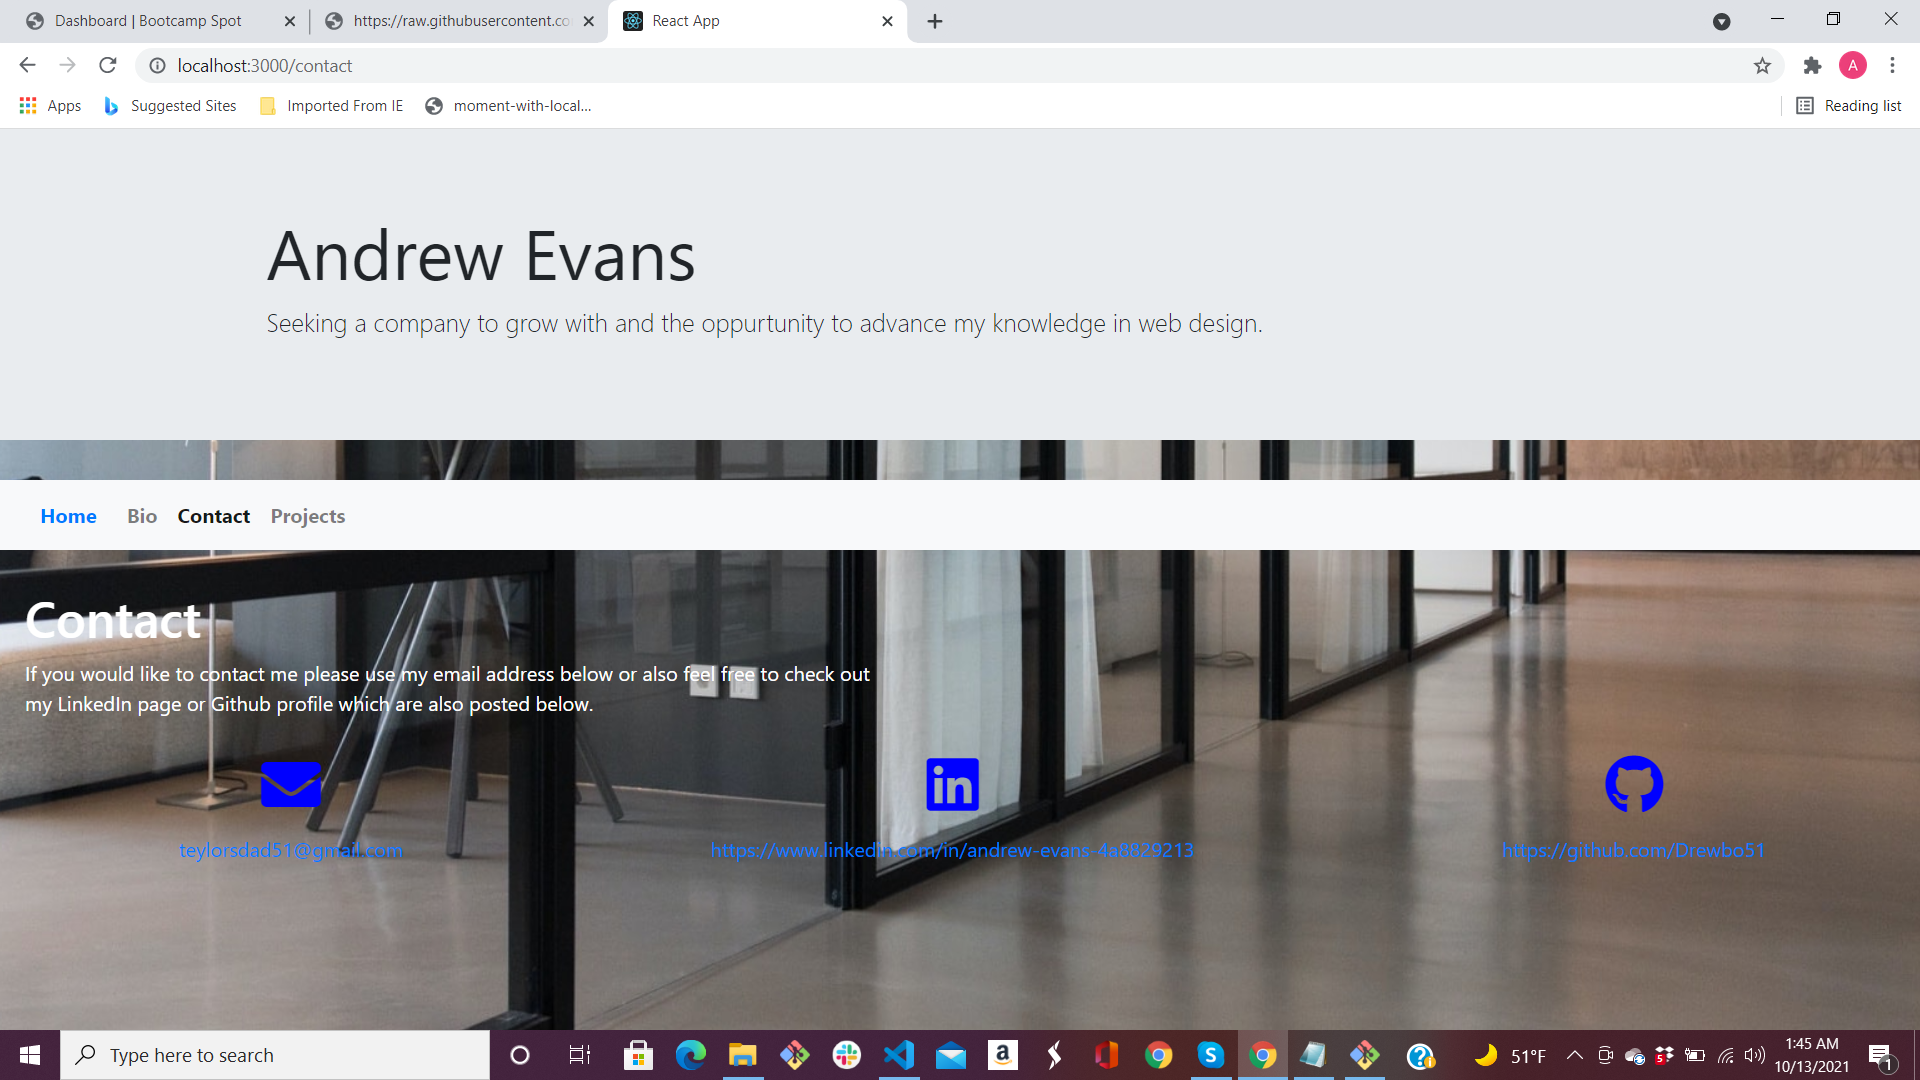 Dashboard | Bootcamp Spot
https://raw.githubusercontent.co
React App
localhost:3000/contact
A
Apps
Suggested Sites
Imported From IE
moment-with-local...
Reading list
Andrew Evans
Seeking a company to grow with and the oppurtunity to advance my knowledge in web design.
Home
Bio
Contact
Projects
Contact
If you would like to contact me please use my email address below or also feel free to check out
my LinkedIn page or Github profile which are also posted below.
in
teylorsdad51@gmail.com
https://www.linkedin.com/in/andrew-evans-4a8829213
https://github.com/Drewbo51
Type here to search
a
S
51°F
5
1:45 AM
10/13/2021
1